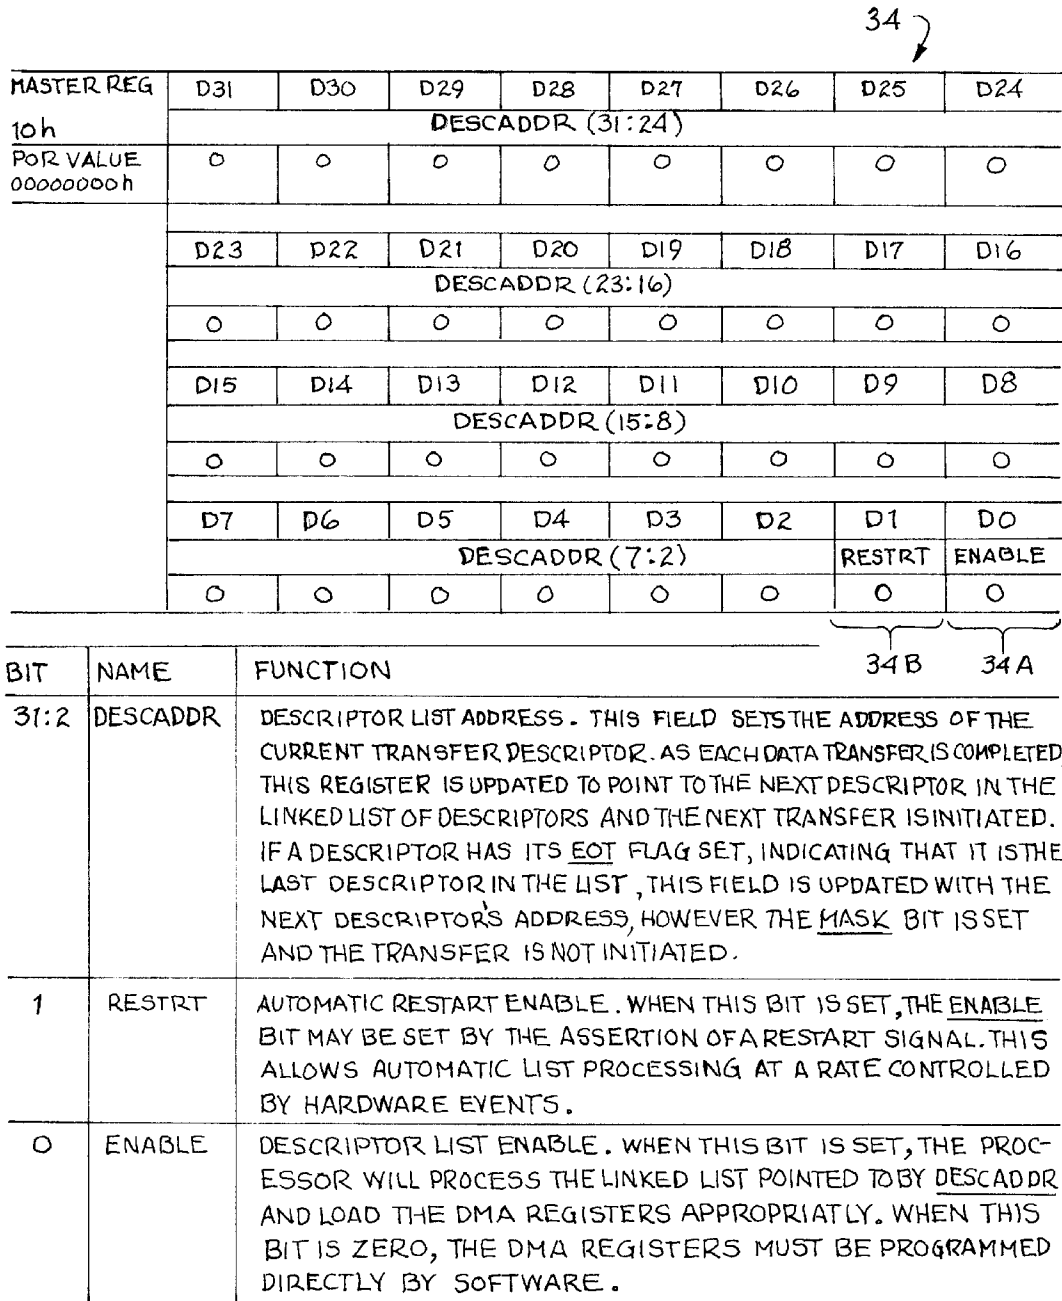 34
MASTER REG D31 D30 D29 D28 D27 D26 D25 D24
10h DESCADDR (31:24)
POR VALUE 0 0 0 0 0 0 0 0
00000000h
D23 D22 D21 D20 D19 D18 D17 D16
DESCADDR (23:16)
0 0 0 0 0 0 0 0
D15 D14 D13 D12 D11 D10 D9 D8
DESCADDR (15:8)
0 0 0 0 0 0 0 0
D7 D6 D5 D4 D3 D2 D1 D0
DESCADDR (7:2) RESTRT ENABLE
0 0 0 0 0 0 0 0
34B 34A
BIT NAME FUNCTION
31:2 DESCADDR DESCRIPTOR LIST ADDRESS. THIS FIELD SETS THE ADDRESS OF THE
CURRENT TRANSFER DESCRIPTOR. AS EACH DATA TRANSFER IS COMPLETED
THIS REGISTER IS UPDATED TO POINT TO THE NEXT DESCRIPTOR IN THE
LINKED LIST OF DESCRIPTORS AND THE NEXT TRANSFER IS INITIATED.
IF A DESCRIPTOR HAS ITS EOT FLAG SET, INDICATING THAT IT IS THE
LAST DESCRIPTOR IN THE LIST, THIS FIELD IS UPDATED WITH THE
NEXT DESCRIPTOR'S ADDRESS, HOWEVER THE MASK BIT IS SET
AND THE TRANSFER IS NOT INITIATED.
1 RESTRT AUTOMATIC RESTART ENABLE. WHEN THIS BIT IS SET, THE ENABLE
BIT MAY BE SET BY THE ASSERTION OF A RESTART SIGNAL. THIS
ALLOWS AUTOMATIC LIST PROCESSING AT A RATE CONTROLLED
BY HARDWARE EVENTS.
0 ENABLE DESCRIPTOR LIST ENABLE. WHEN THIS BIT IS SET, THE PROC-
ESSOR WILL PROCESS THE LINKED LIST POINTED TO BY DESCADDR
AND LOAD THE DMA REGISTERS APPROPRIATLY. WHEN THIS
BIT IS ZERO, THE DMA REGISTERS MUST BE PROGRAMMED
DIRECTLY BY SOFTWARE.